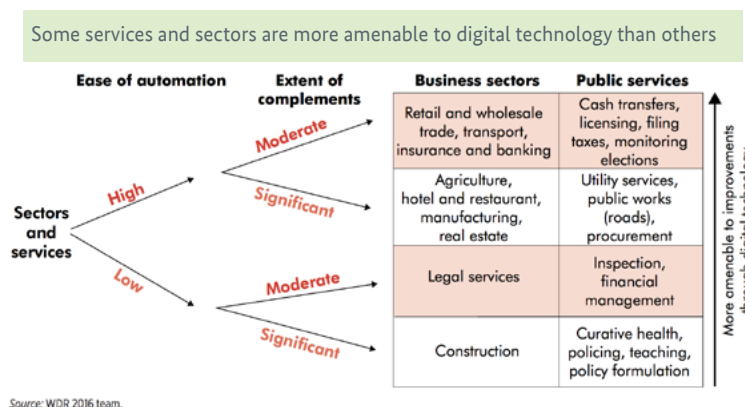 Some services and sectors are more amenable to digital technology than others
Ease of automation
Extent of
complements
Business sectors
Public services
Sectors
and
services
High
Low
Moderate
Significant
Moderate
Significant
Retail and wholesale
trade, transport,
insurance and banking
Cash transfers,
licensing, filing
taxes, monitoring
elections
Agriculture,
hotel and restaurant,
manufacturing,
real estate
Utility services,
public works
(roads),
procurement
Legal services
Inspection,
financial
management
Construction
Curative health,
policing, teaching,
policy formulation
More amenable to improvements
through digital technology
Source: WDR 2016 team.